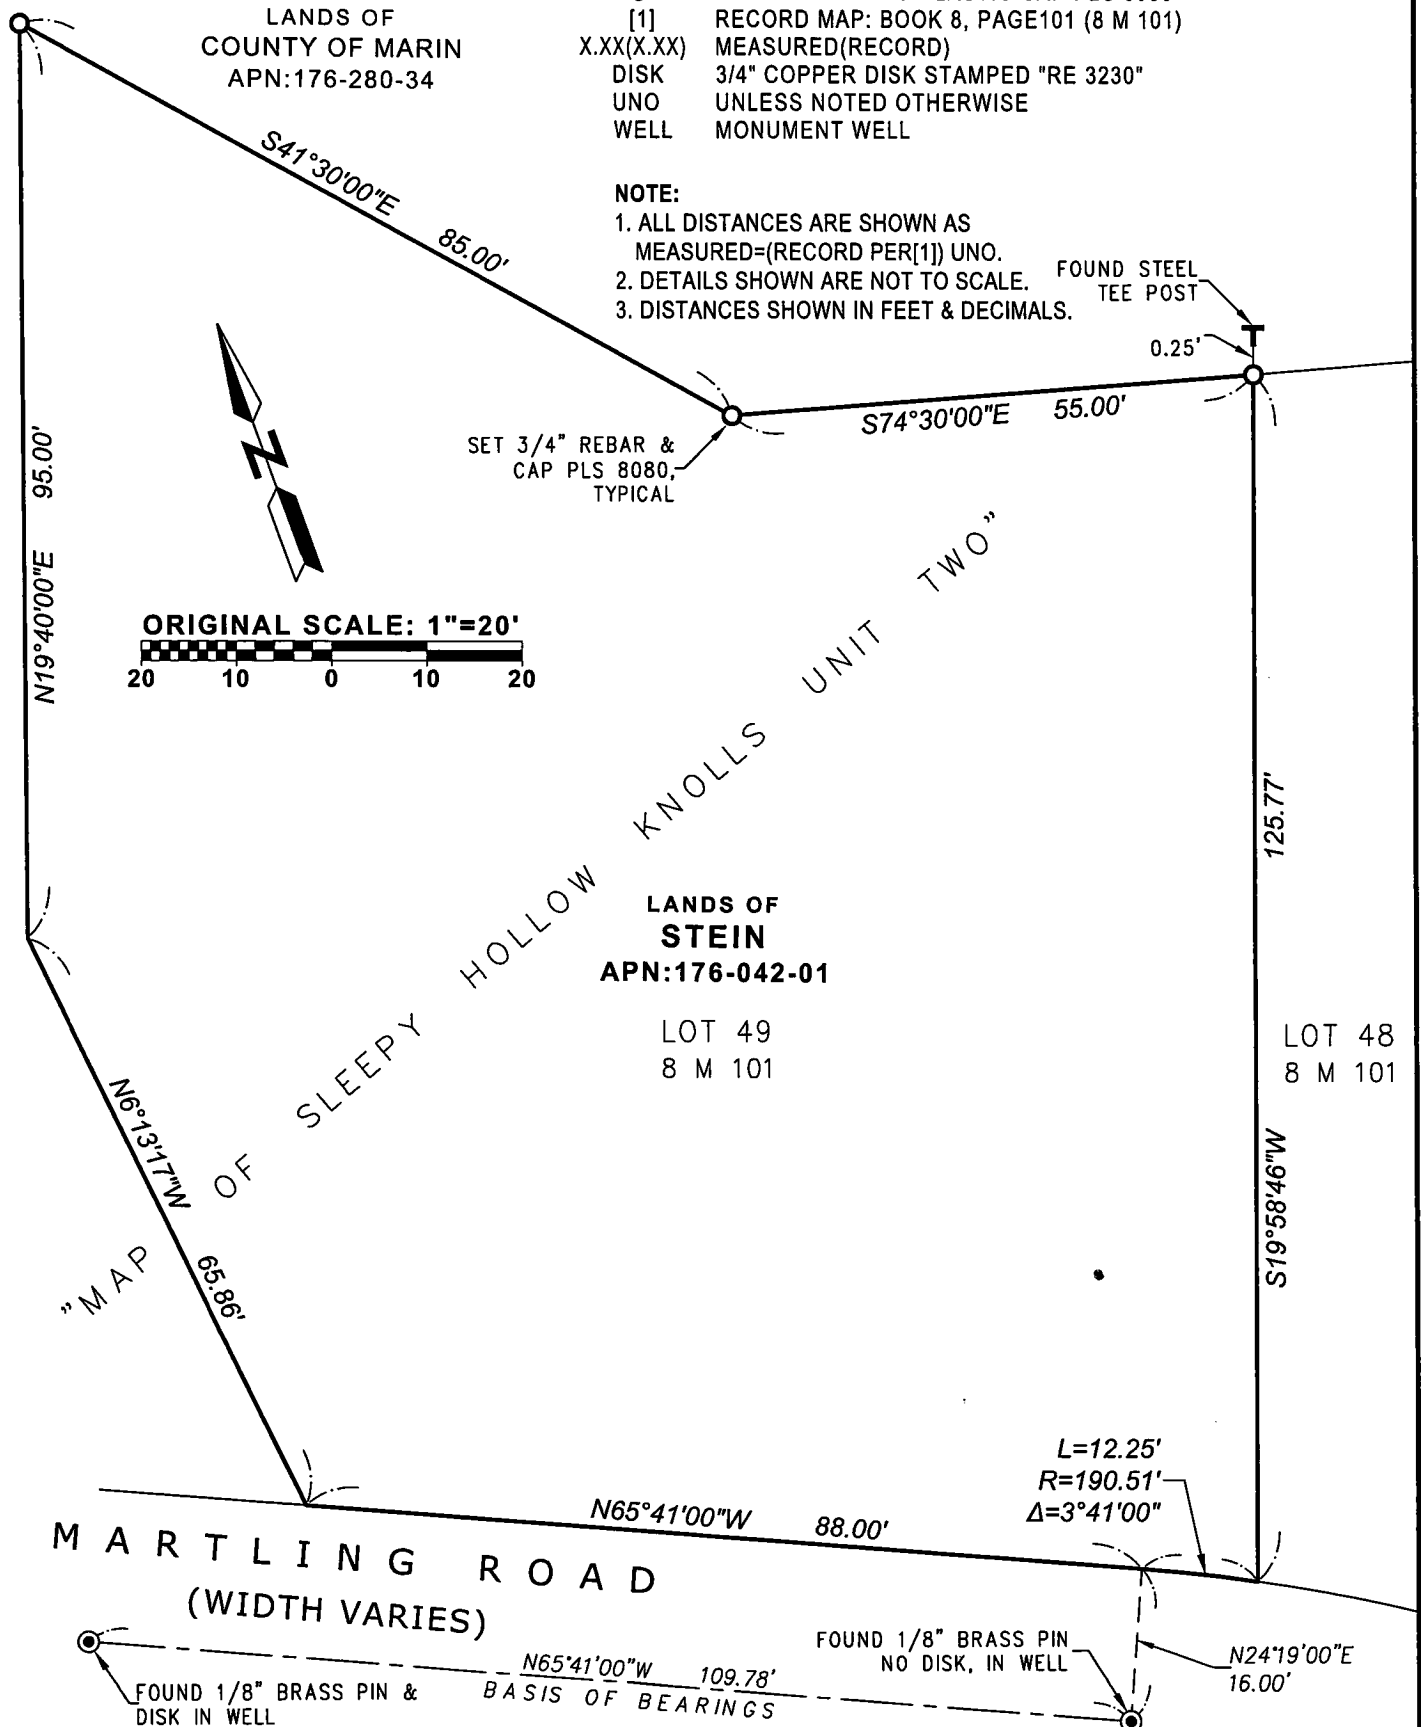 LANDS OF
COUNTY OF MARIN
APN:176-280-34
[1] RECORD MAP: BOOK 8, PAGE101 (8 M 101)
X.XX(X.XX) MEASURED(RECORD)
DISK 3/4" COPPER DISK STAMPED "RE 3230"
UNO UNLESS NOTED OTHERWISE
WELL MONUMENT WELL
NOTE:
1. ALL DISTANCES ARE SHOWN AS
MEASURED=(RECORD PER[1]) UNO.
2. DETAILS SHOWN ARE NOT TO SCALE.
3. DISTANCES SHOWN IN FEET & DECIMALS.
S41°30'00"E 85.00'
FOUND STEEL
TEE POST
0.25'
S74°30'00"E 55.00'
SET 3/4" REBAR &
CAP PLS 8080,
TYPICAL
N19°40'00"E 95.00'
ORIGINAL SCALE: 1"=20'
20 10 0 10 20
"MAP OF SLEEPY HOLLOW KNOLLS UNIT TWO"
125.77'
S19°58'46"W
LANDS OF
STEIN
APN:176-042-01
LOT 49
8 M 101
LOT 48
8 M 101
N6°13'17"W 65.86'
L=12.25'
R=190.51'
Δ=3°41'00"
N65°41'00"W 88.00'
MARTLING ROAD
(WIDTH VARIES)
FOUND 1/8" BRASS PIN
NO DISK, IN WELL
N24°19'00"E
16.00'
N65°41'00"W 109.78'
BASIS OF BEARINGS
FOUND 1/8" BRASS PIN &
DISK IN WELL